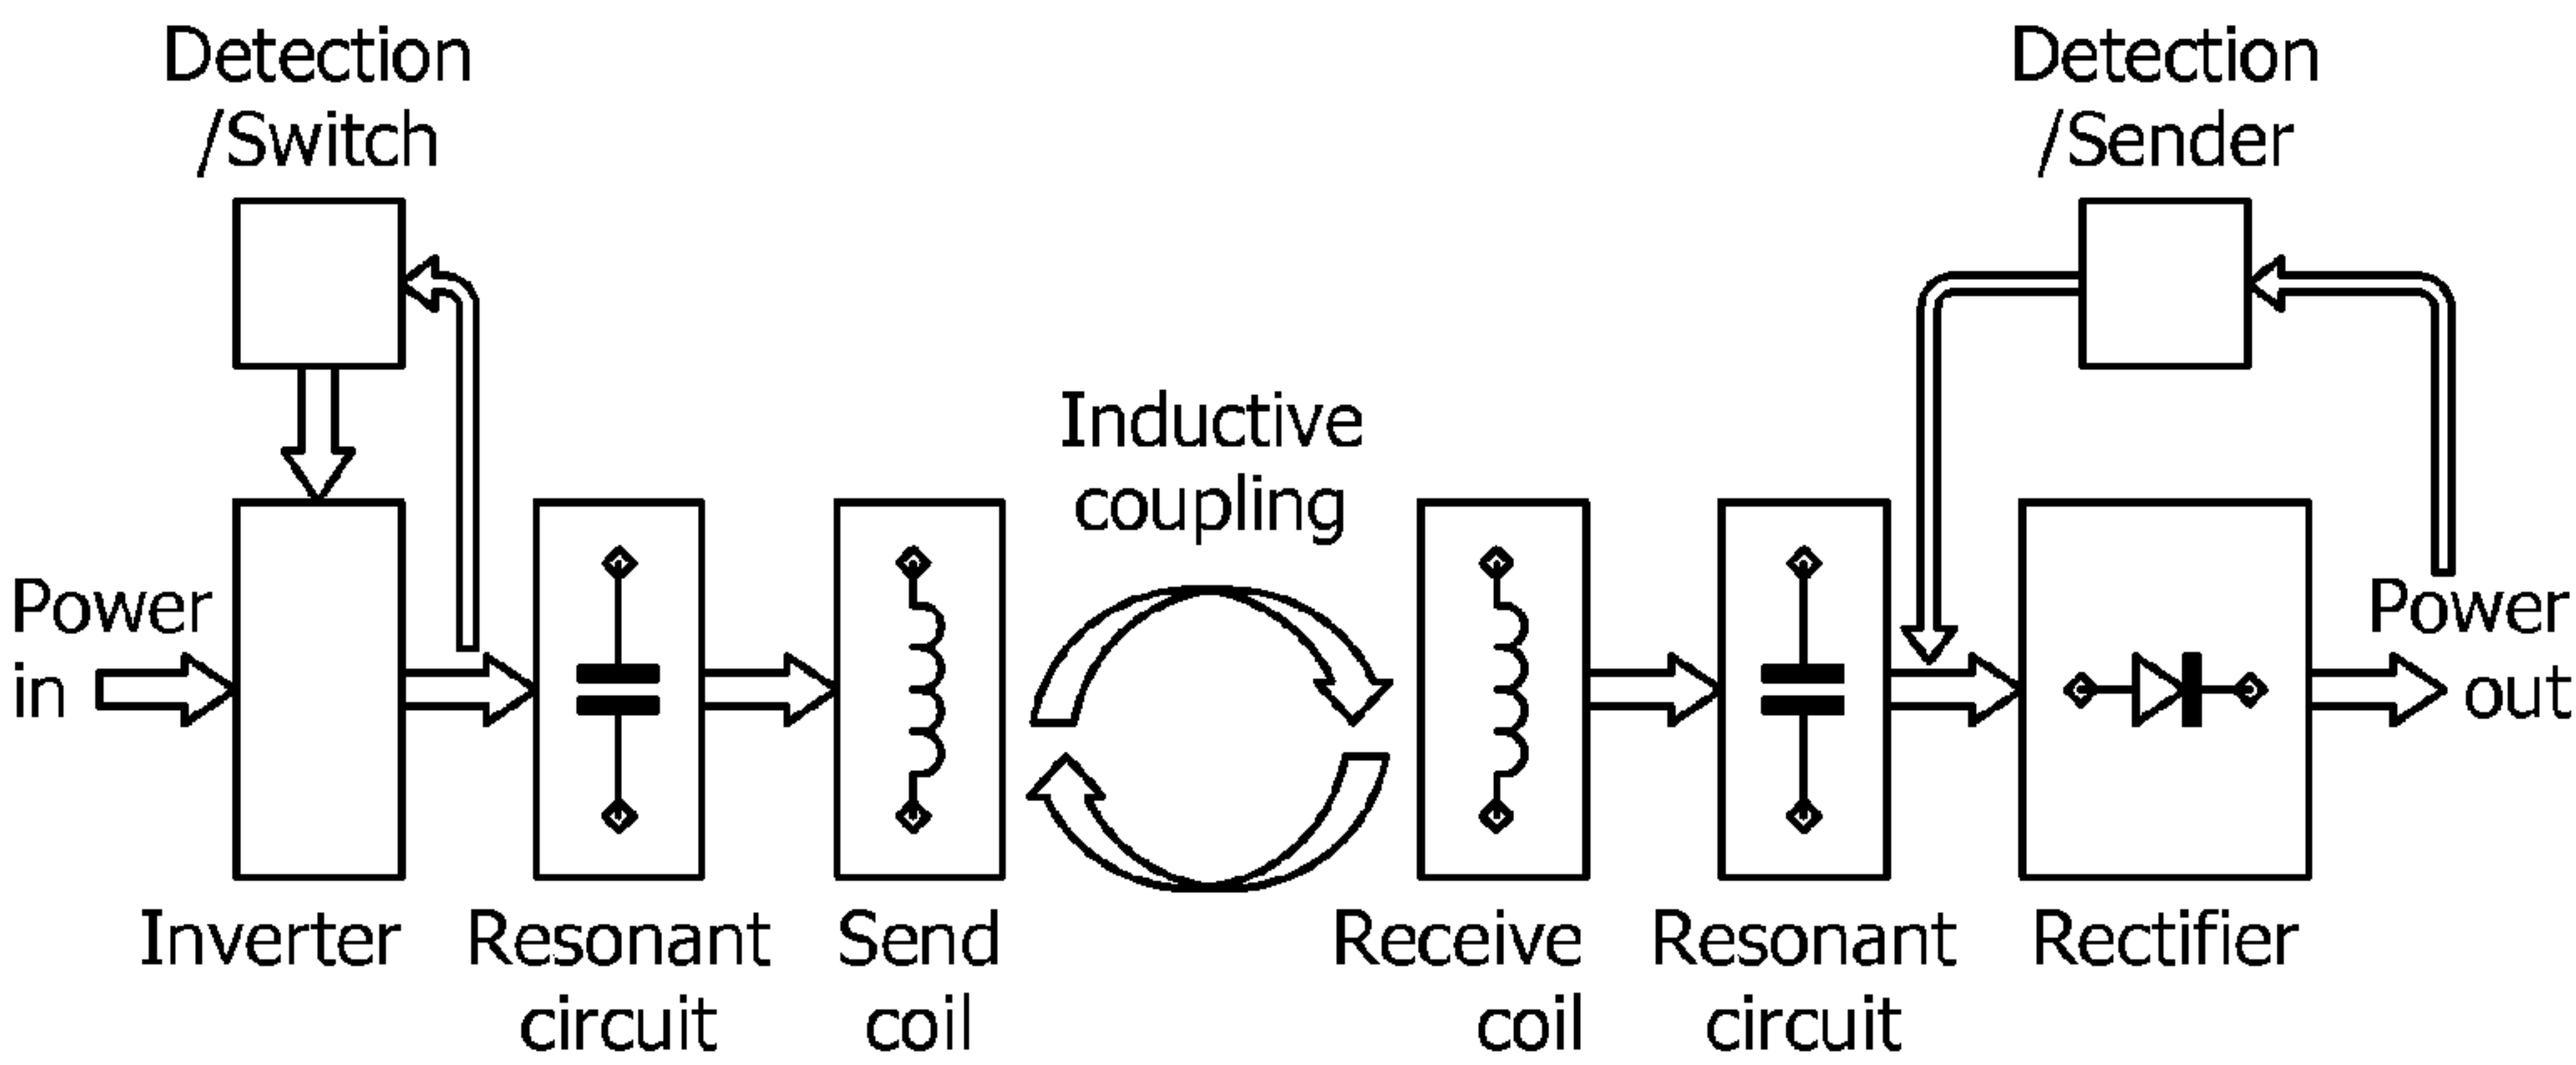 Detection
/Switch
Detection
/Sender
Inductive
coupling
Power
in
Power
out
Inverter
Resonant
circuit
Send
coil
Receive
coil
Resonant
circuit
Rectifier